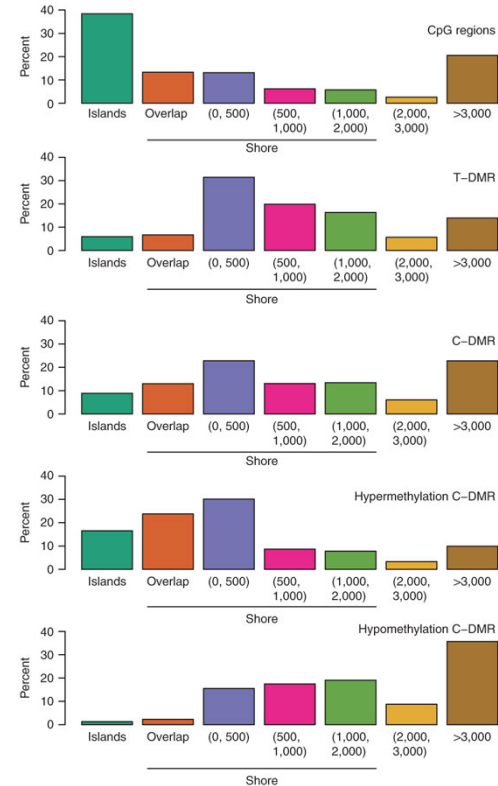 CpG regions
Percent
40
30
20
10
0
Islands Overlap (0, 500) (500, (1,000, (2,000, >3,000
1,000) 2,000) 3,000)
Shore
T−DMR
Percent
40
30
20
10
0
Islands Overlap (0, 500) (500, (1,000, (2,000, >3,000
1,000) 2,000) 3,000)
Shore
C−DMR
Percent
40
30
20
10
0
Islands Overlap (0, 500) (500, (1,000, (2,000, >3,000
1,000) 2,000) 3,000)
Shore
Hypermethylation C−DMR
Percent
40
30
20
10
0
Islands Overlap (0, 500) (500, (1,000, (2,000, >3,000
1,000) 2,000) 3,000)
Shore
Hypomethylation C−DMR
Percent
40
30
20
10
0
Islands Overlap (0, 500) (500, (1,000, (2,000, >3,000
1,000) 2,000) 3,000)
Shore